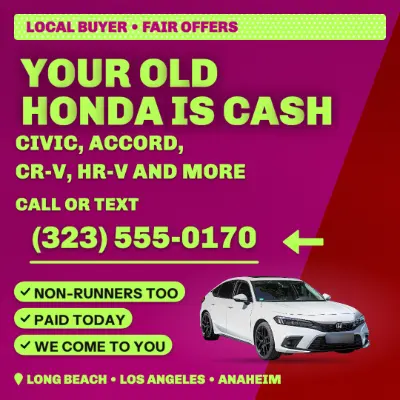 LOCAL BUYER • FAIR OFFERS
YOUR OLD
HONDA IS CASH
CIVIC, ACCORD,
CR-V, HR-V AND MORE
CALL OR TEXT
(323) 555-0170
NON-RUNNERS TOO
PAID TODAY
WE COME TO YOU
LONG BEACH • LOS ANGELES • ANAHEIM